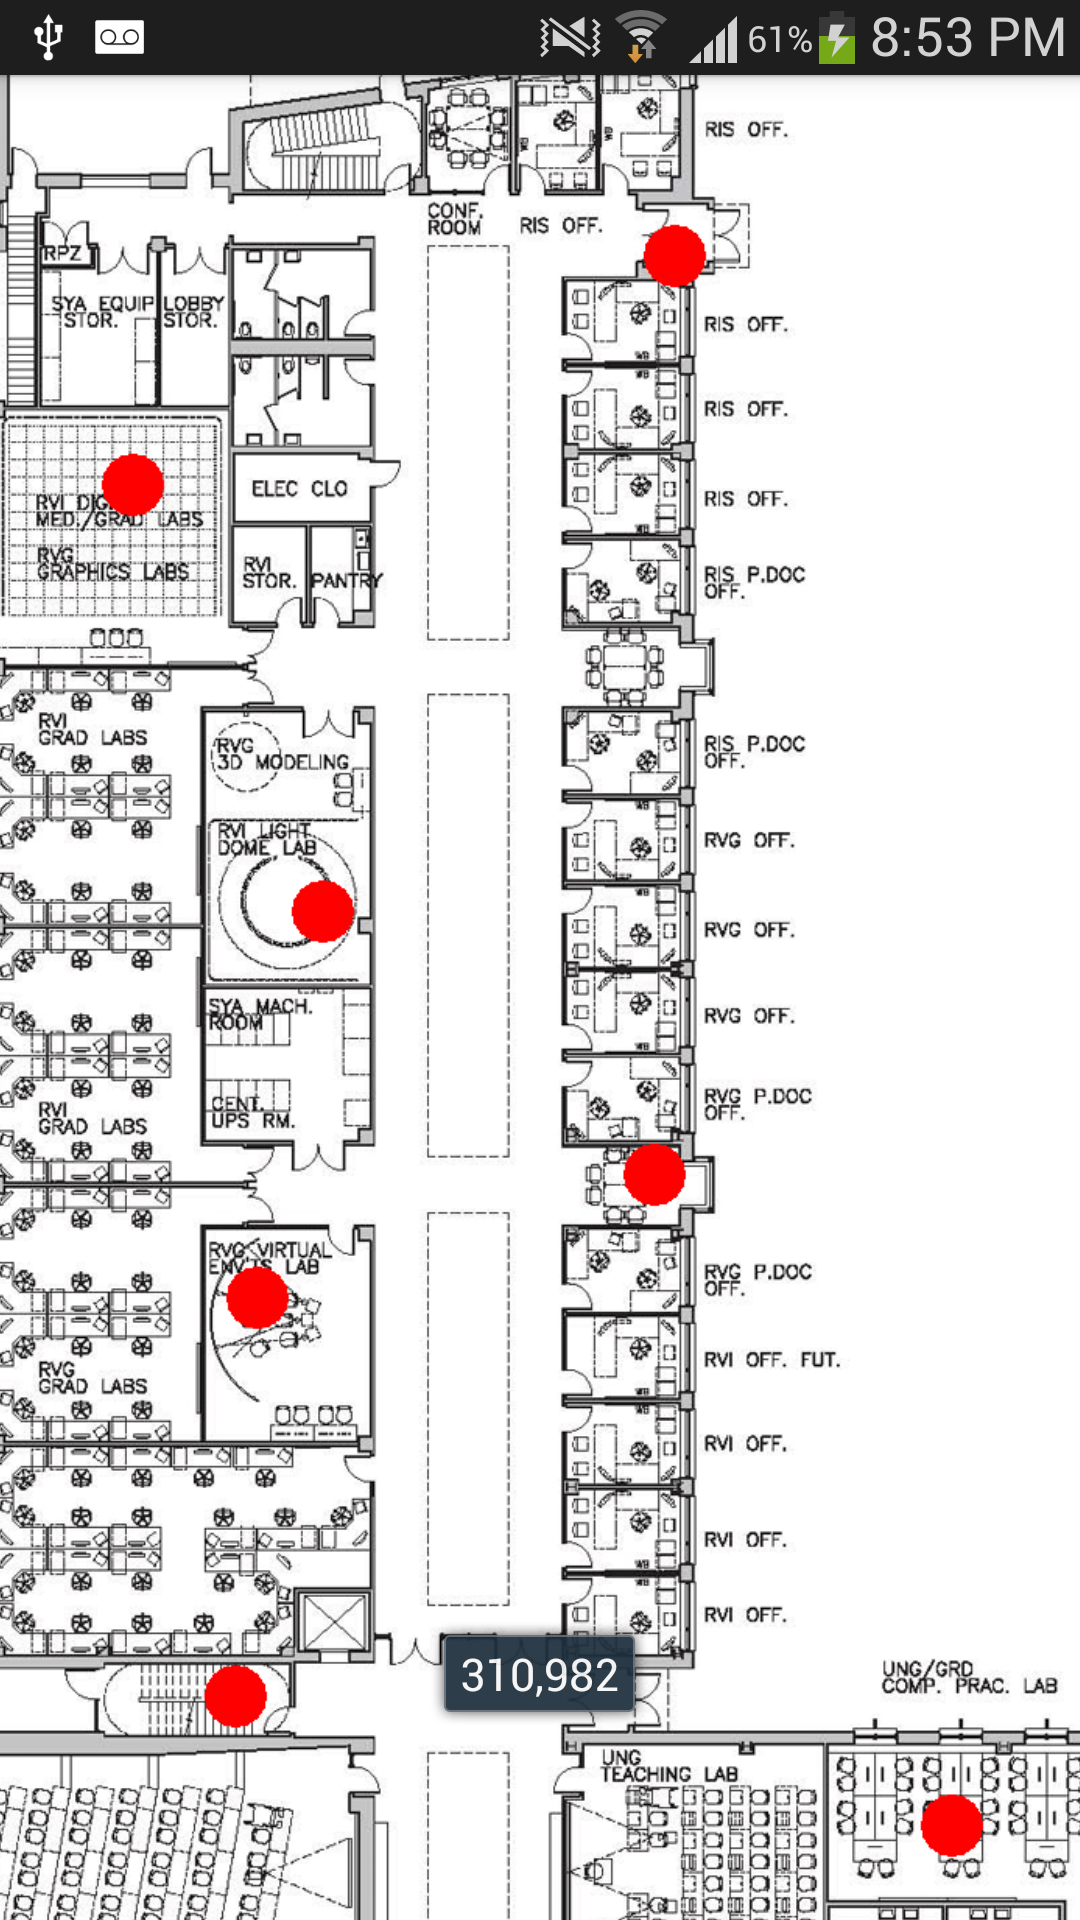 61% 8:53 PM
RIS OFF.
CONF.
ROOM
RIS OFF.
RPZ
SYA EQUIP
STOR.
LOBBY
STOR.
RIS OFF.
RIS OFF.
ELEC CLO
RIS OFF.
RVI DIG.
MED./GRAD LABS
RVG
GRAPHICS LABS
RVI
STOR.
PANTRY
RIS P.DOC
OFF.
RVI
GRAD LABS
RVG
3D MODELING
RIS P.DOC
OFF.
RVI LIGHT
DOME LAB
RVG OFF.
RVG OFF.
SYA MACH.
ROOM
RVG OFF.
CENT.
UPS RM.
RVI
GRAD LABS
RVG P.DOC
OFF.
RVG VIRTUAL
ENV'TS LAB
RVG P.DOC
OFF.
RVG
GRAD LABS
RVI OFF. FUT.
RVI OFF.
RVI OFF.
RVI OFF.
310,982
UNG/GRD
COMP. PRAC. LAB
UNG
TEACHING LAB